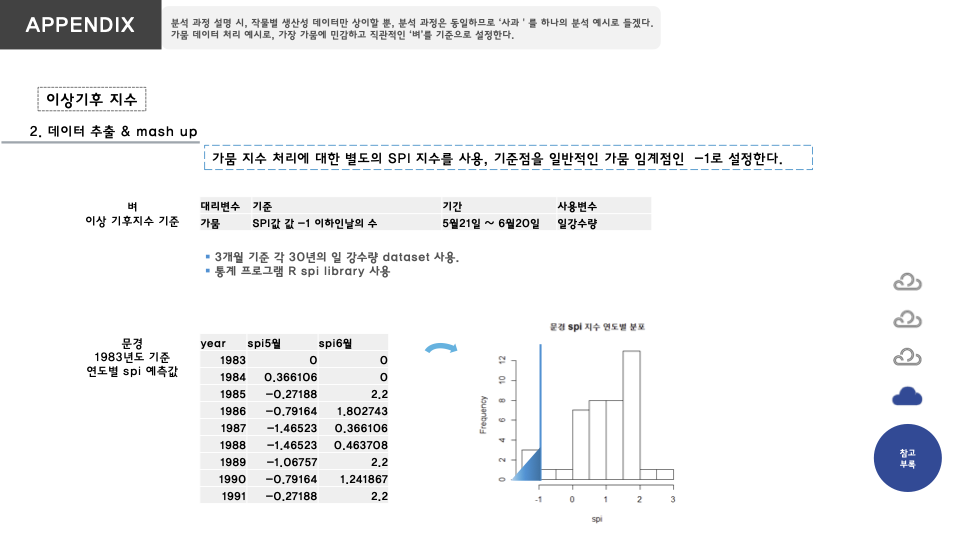 APPENDIX
분석 과정 설명 시, 작물별 생산성 데이터만 상이할 뿐, 분석 과정은 동일하므로 ‘사과 ’ 를 하나의 분석 예시로 들겠다.
가뭄 데이터 처리 예시로, 가장 가뭄에 민감하고 직관적인 ‘벼’를 기준으로 설정한다.
이상기후 지수
2. 데이터 추출 & mash up
가뭄 지수 처리에 대한 별도의 SPI 지수를 사용, 기준점을 일반적인 가뭄 임계점인 -1로 설정한다.
벼
이상 기후지수 기준
대리변수 기준 기간 사용변수
가뭄 SPI값 값 -1 이하인날의 수 5월21일 ~ 6월20일 일강수량
▪ 3개월 기준 각 30년의 일 강수량 dataset 사용.
▪ 통계 프로그램 R spi library 사용
문경
1983년도 기준
연도별 spi 예측값
year spi5월 spi6월
1983 0 0
1984 0.366106 0
1985 -0.27188 2.2
1986 -0.79164 1.802743
1987 -1.46523 0.366106
1988 -1.46523 0.463708
1989 -1.06757 2.2
1990 -0.79164 1.241867
1991 -0.27188 2.2
문경 spi 지수 연도별 분포
Frequency
12
10
8
6
4
2
0
-1 0 1 2 3
spi
참고
부록